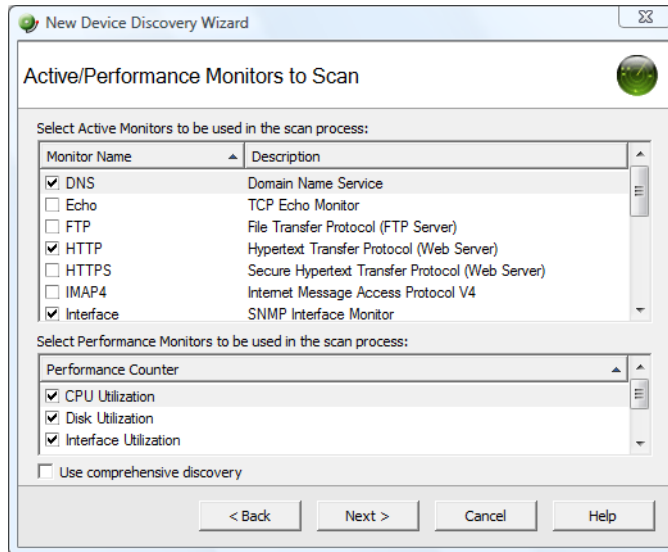 New Device Discovery Wizard
Active/Performance Monitors to Scan
Select Active Monitors to be used in the scan process:
Monitor Name Description
DNS Domain Name Service
Echo TCP Echo Monitor
FTP File Transfer Protocol (FTP Server)
HTTP Hypertext Transfer Protocol (Web Server)
HTTPS Secure Hypertext Transfer Protocol (Web Server)
IMAP4 Internet Message Access Protocol V4
Interface SNMP Interface Monitor
Select Performance Monitors to be used in the scan process:
Performance Counter
CPU Utilization
Disk Utilization
Interface Utilization
Use comprehensive discovery
< Back Next > Cancel Help